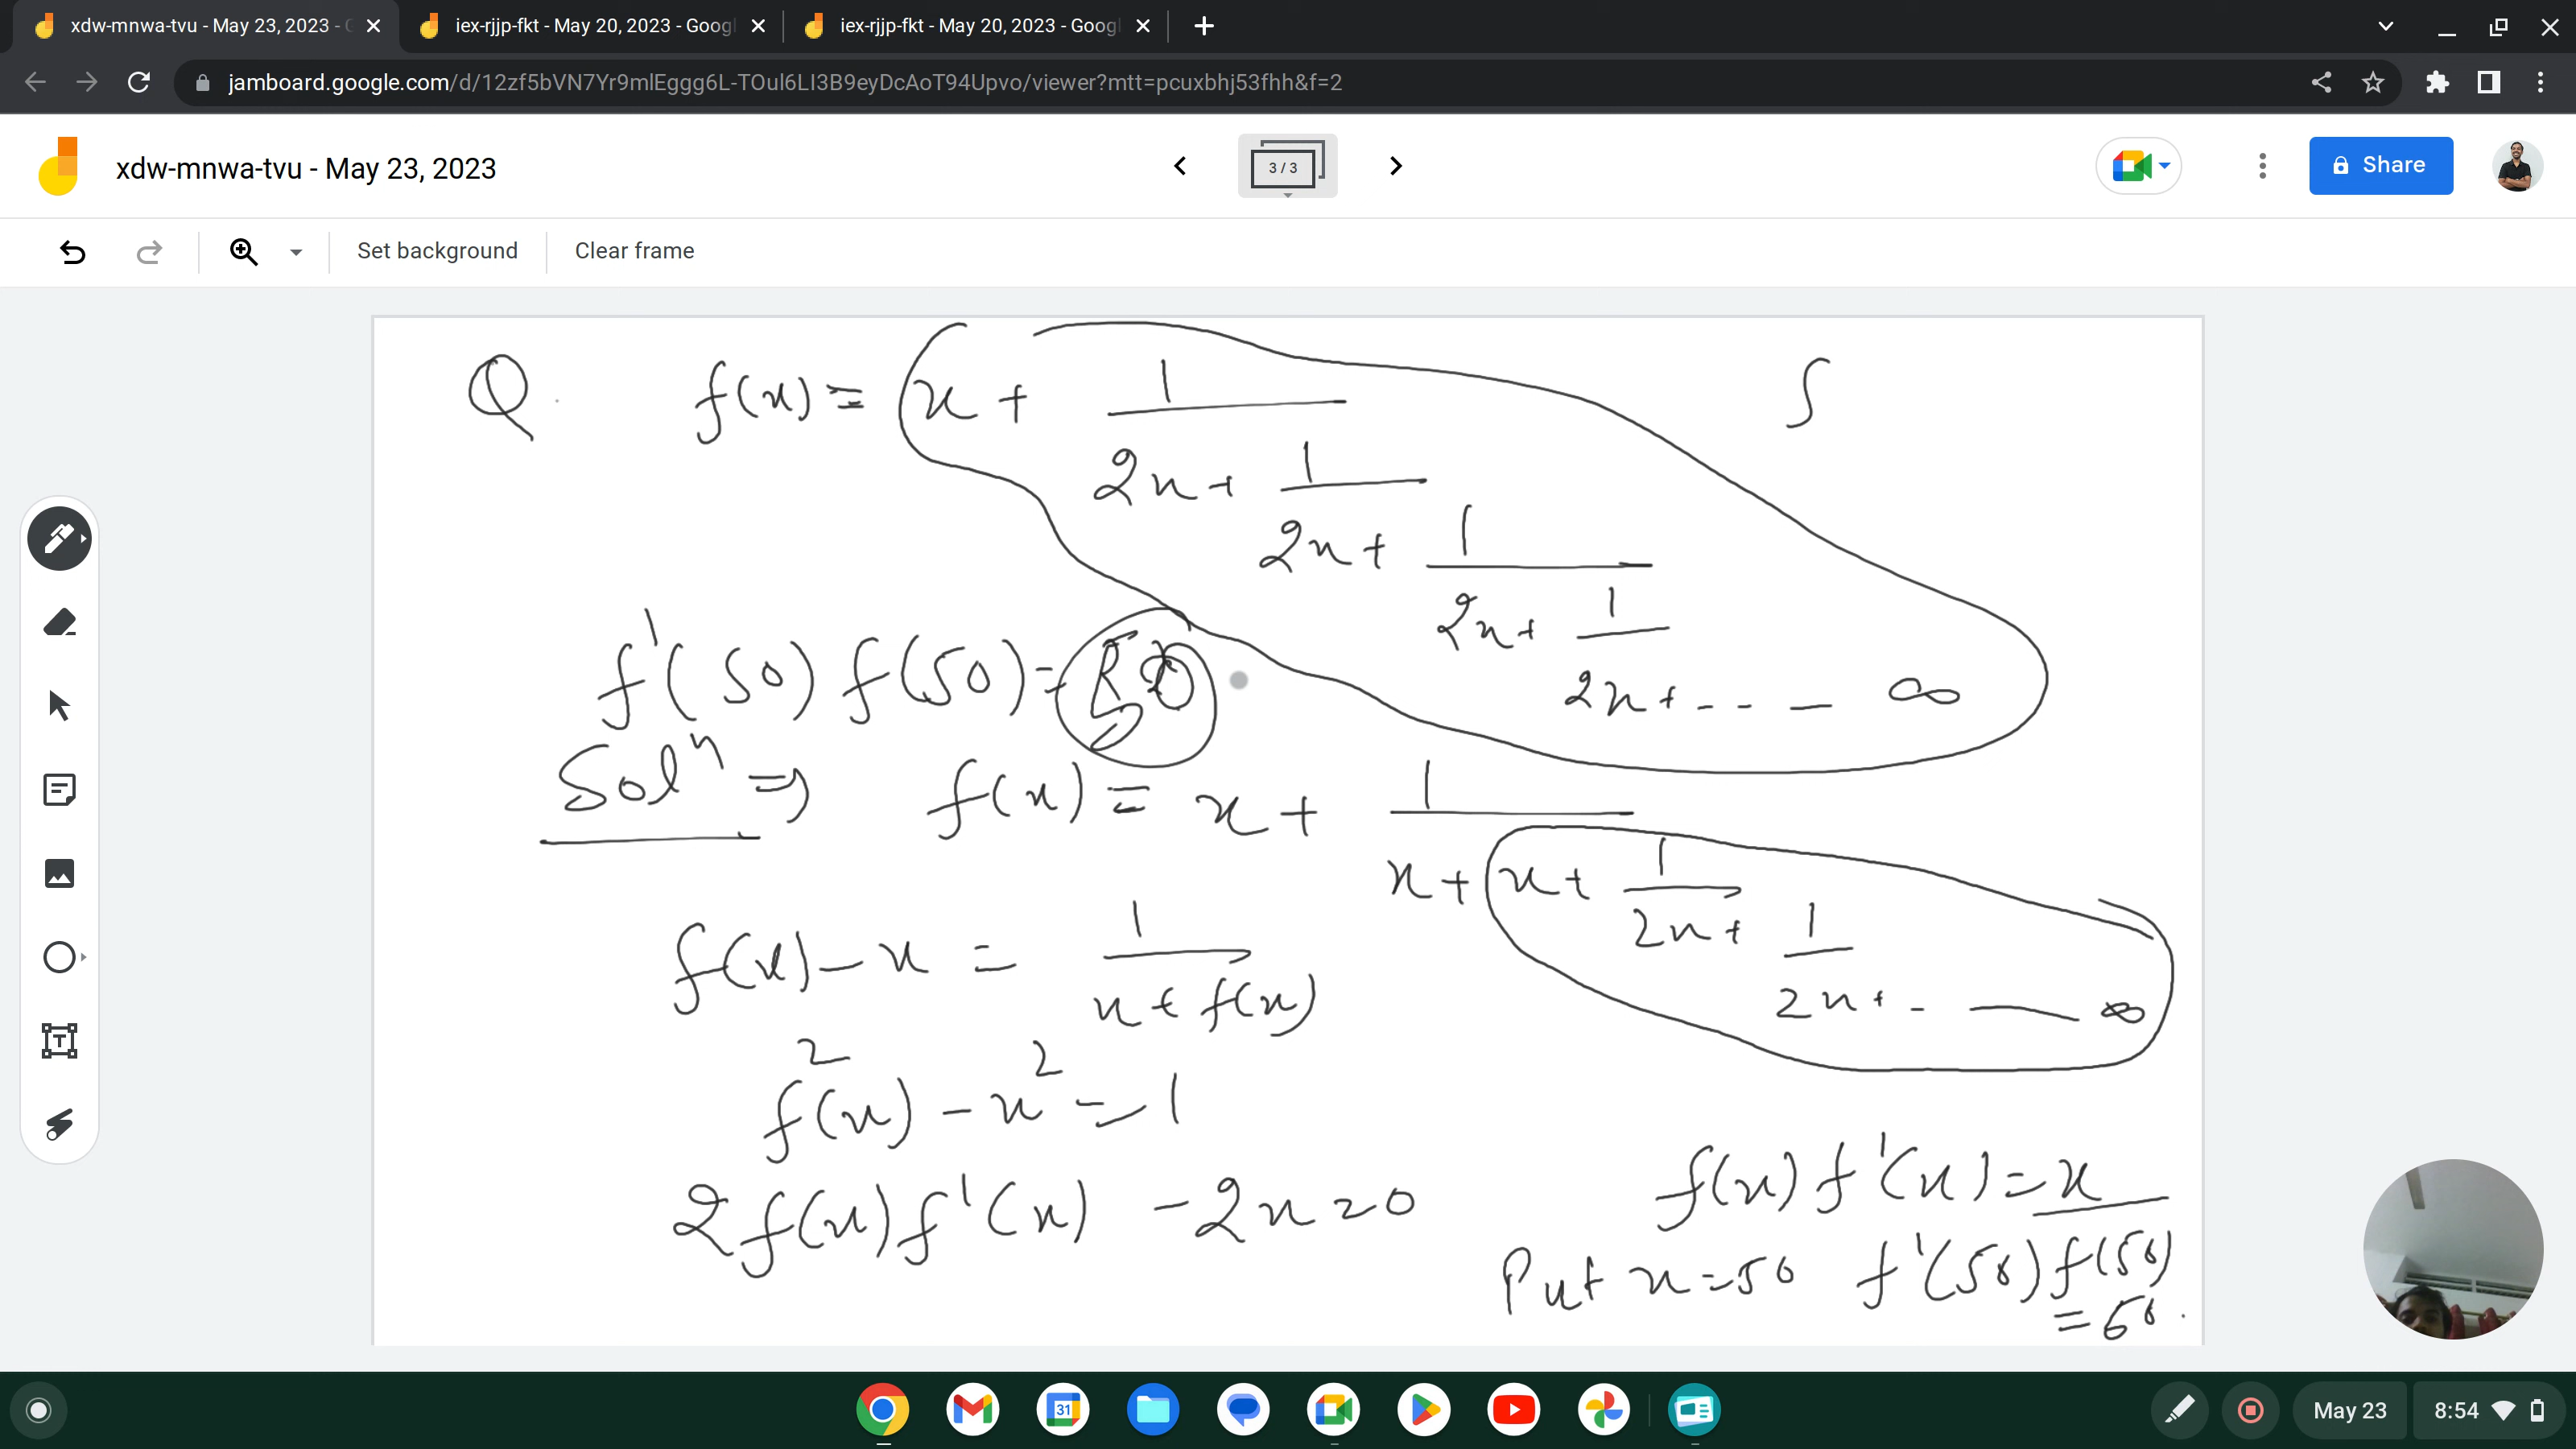 xdw-mnwa-tvu - May 23, 2023 -
iex-rjjp-fkt - May 20, 2023 - Googl
iex-rjjp-fkt - May 20, 2023 - Googl
jamboard.google.com/d/12zf5bVN7Yr9mlEggg6L-TOul6LI3B9eyDcAoT94Upvo/viewer?mtt=pcuxbhj53fhh&f=2
xdw-mnwa-tvu - May 23, 2023
3 / 3
Share
Set background
Clear frame
Q. f(x) = x + 1
2x + 1
2x + 1
2x + 1
2x + - - - ∞
∫
f'(50) f(50) = 50
Solⁿ ⇒ f(x) = x + 1
x + x + 1
2x + 1
2x + - — ∞
f(x) - x = 1
x + f(x)
f²(x) - x² = 1
2f(x)f'(x) - 2x = 0
f(x) f'(x) = x
Put x = 50 f'(50) f(50)
= 50.
31
May 23
8:54